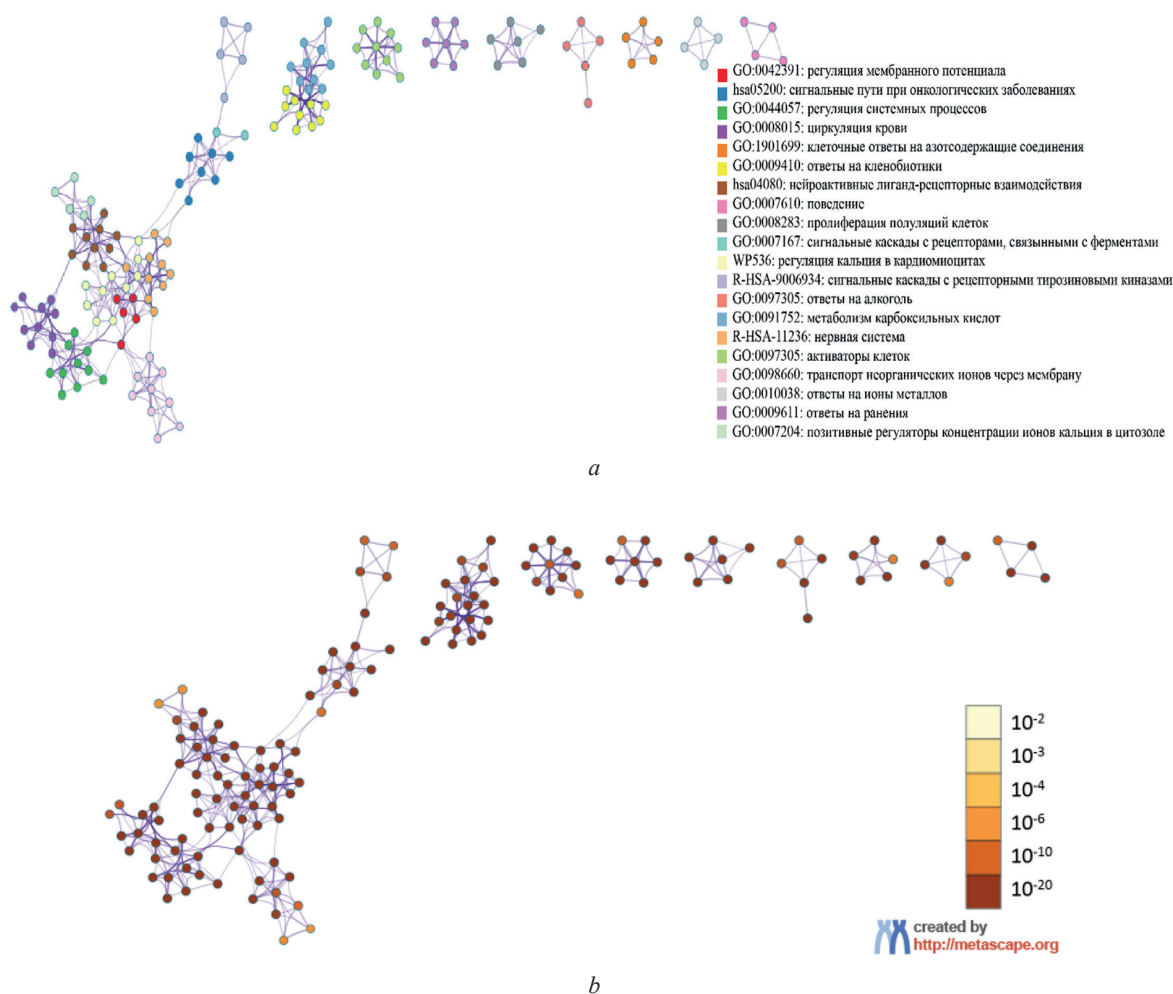 GO:0042391: регуляция мембранного потенциала
hsa05200: сигнальные пути при онкологических заболеваниях
GO:0044057: регуляция системных процессов
GO:0008015: циркуляция крови
GO:1901699: клеточные ответы на азотсодержащие соединения
GO:0009410: ответы на кленобиотики
hsa04080: нейроактивные лиганд-рецепторные взаимодействия
GO:0007610: поведение
GO:0008283: пролиферация полуляций клеток
GO:0007167: сигнальные каскады с рецепторами, связынными с ферментами
WP536: регуляция кальция в кардиомиоцитах
R-HSA-9006934: сигнальные каскады с рецепторными тирозиновыми киназами
GO:0097305: ответы на алкоголь
GO:0091752: метаболизм карбоксильных кислот
R-HSA-11236: нервная система
GO:0097305: активаторы клеток
GO:0098660: транспорт неорганических ионов через мембрану
GO:0010038: ответы на ионы металлов
GO:0009611: ответы на ранения
GO:0007204: позитивные регуляторы концентрации ионов кальция в цитозоле
a
10⁻²
10⁻³
10⁻⁴
10⁻⁶
10⁻¹⁰
10⁻²⁰
created by
http://metascape.org
b